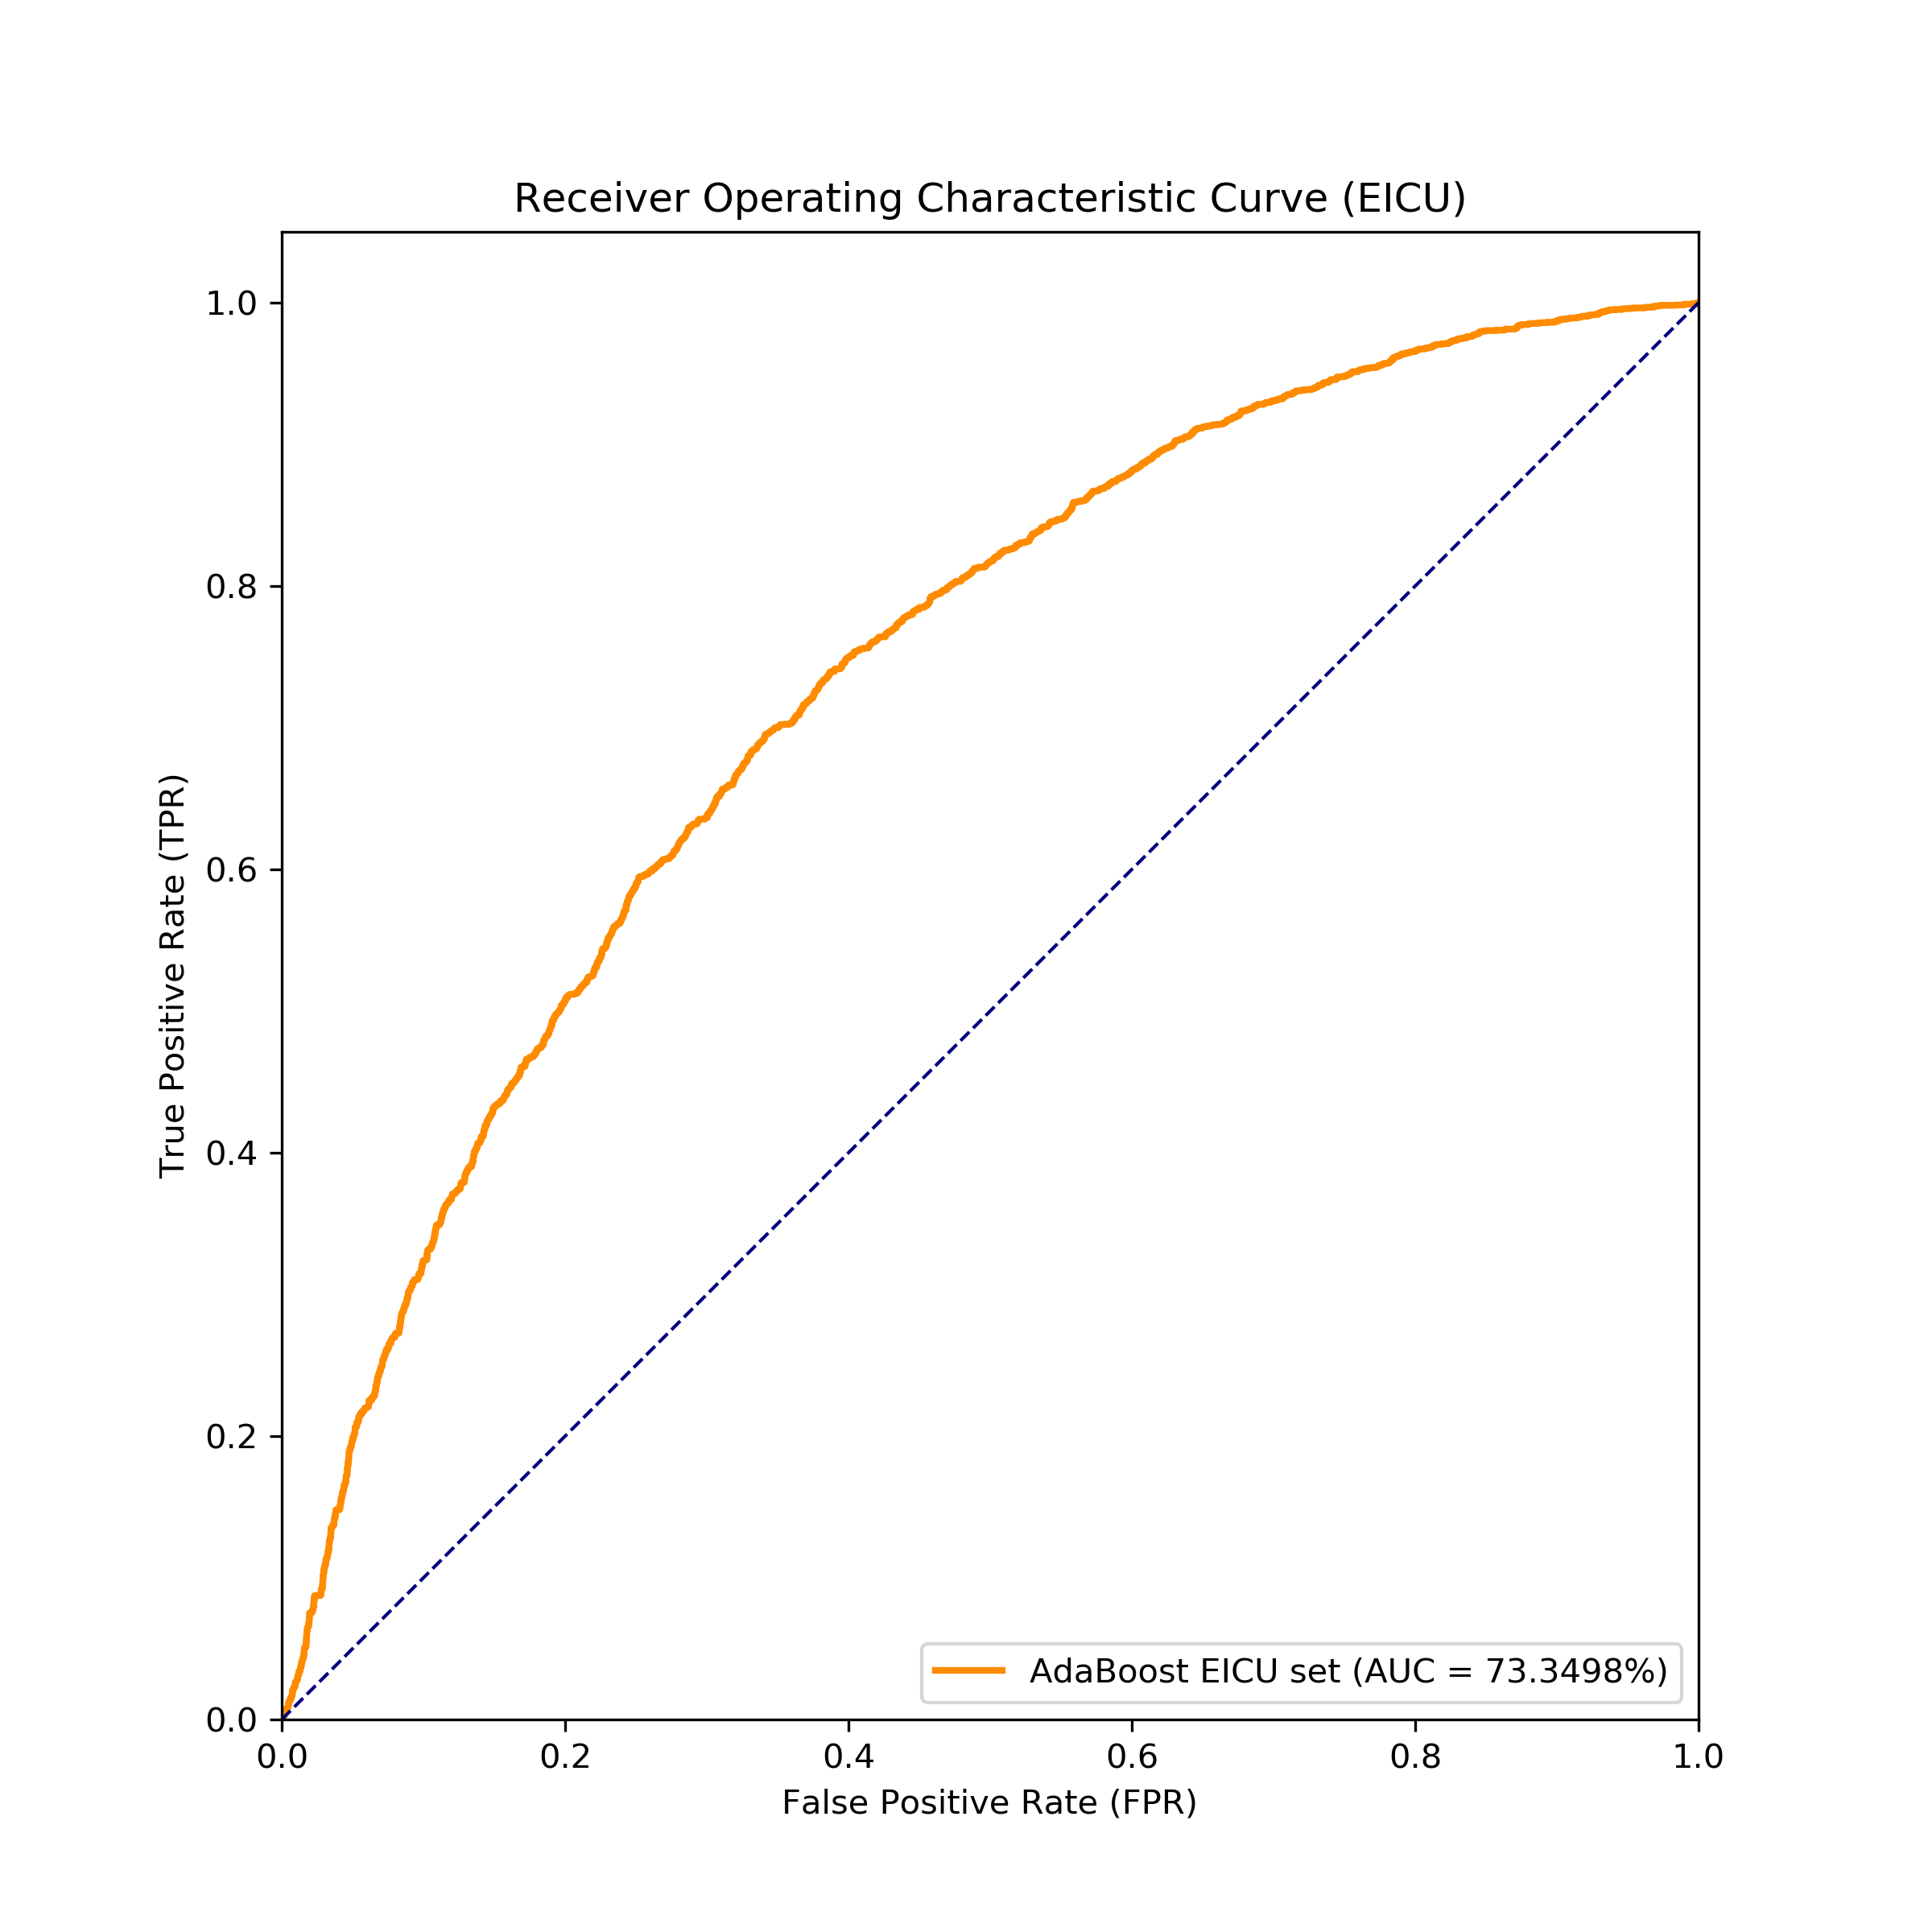 Receiver Operating Characteristic Curve (EICU)
True Positive Rate (TPR)
1.0
0.8
0.6
0.4
0.2
0.0
AdaBoost EICU set (AUC = 73.3498%)
0.0 0.2 0.4 0.6 0.8 1.0
False Positive Rate (FPR)